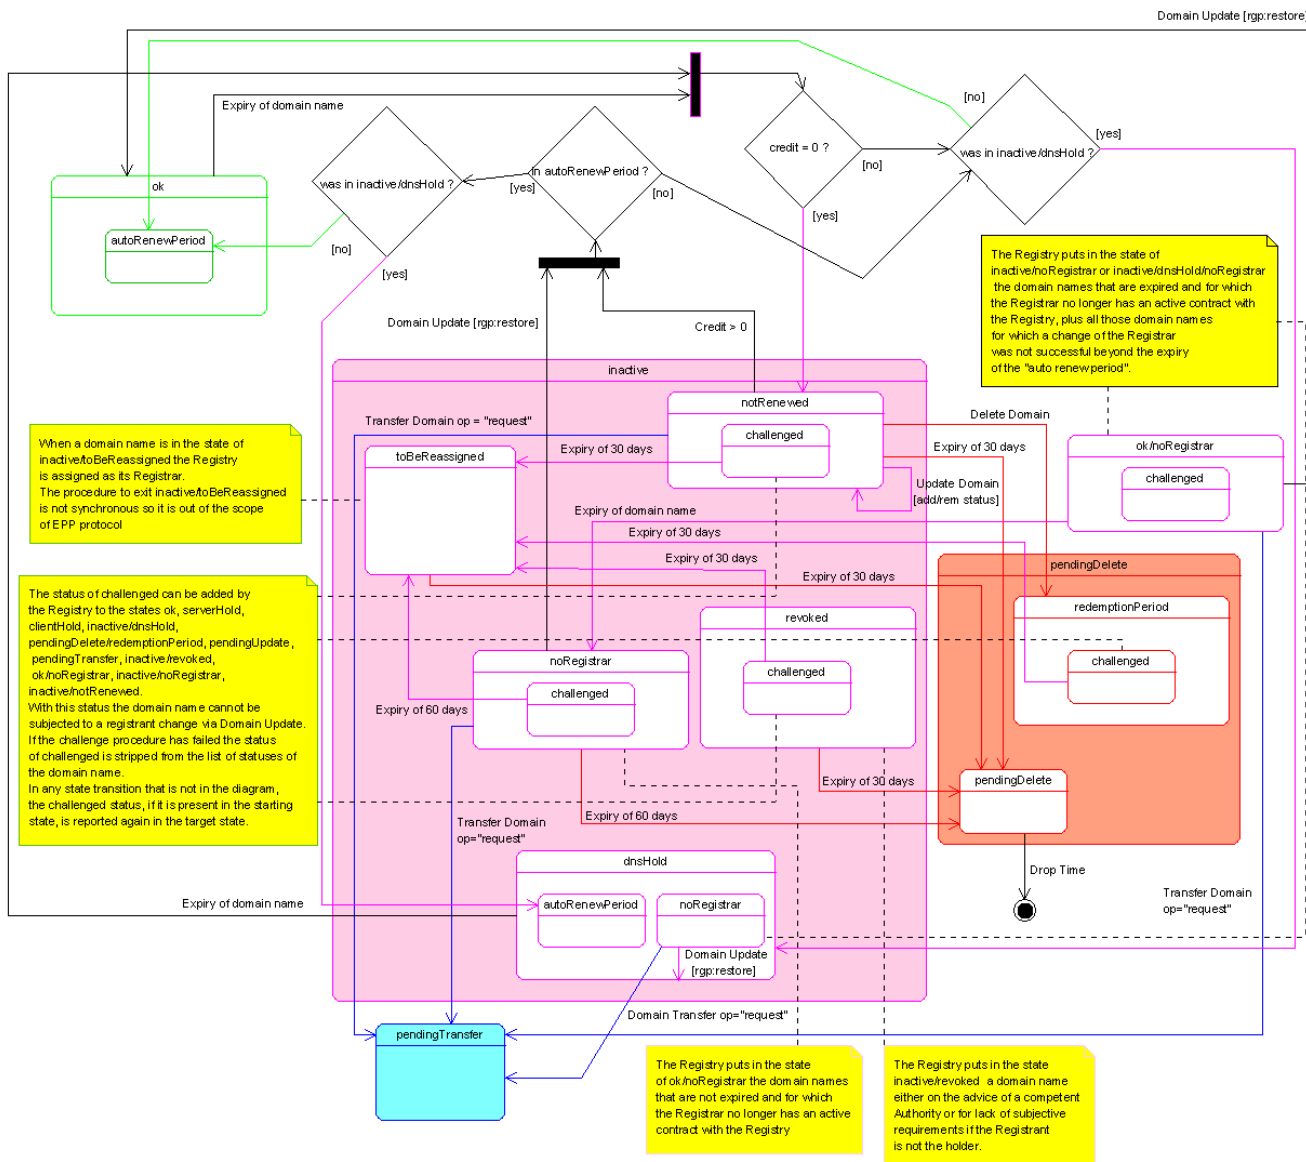 Domain Update [rgp:restore]
Expiry of domain name
[no]
[yes]
credit = 0 ?
[no]
was in inactive/dnsHold ?
[yes]
ok
autoRenewPeriod
was in inactive/dnsHold ?
[no]
[yes]
in autoRenewPeriod ?
[yes]
[no]
The Registry puts in the state of
inactive/noRegistrar or inactive/dnsHold/noRegistrar
the domain names that are expired and for which
the Registrar no longer has an active contract with
the Registry, plus all those domain names
for which a change of the Registrar
was not successful beyond the expiry
of the "auto renew period".
Domain Update [rgp:restore]
Credit > 0
inactive
notRenewed
challenged
Transfer Domain op = "request"
Delete Domain
Expiry of 30 days
Expiry of 30 days
toBeReassigned
Update Domain
[add/rem status]
ok/noRegistrar
challenged
When a domain name is in the state of
inactive/toBeReassigned the Registry
is assigned as its Registrar.
The procedure to exit inactive/toBeReassigned
is not synchronous so it is out of the scope
of EPP protocol
Expiry of domain name
Expiry of 30 days
Expiry of 30 days
Expiry of 30 days
pendingDelete
redemptionPeriod
challenged
The status of challenged can be added by
the Registry to the states ok, serverHold,
clientHold, inactive/dnsHold,
pendingDelete/redemptionPeriod, pendingUpdate,
pendingTransfer, inactive/revoked,
ok/noRegistrar, inactive/noRegistrar,
inactive/notRenewed.
With this status the domain name cannot be
subjected to a registrant change via Domain Update.
If the challenge procedure has failed the status
of challenged is stripped from the list of statuses of
the domain name.
In any state transition that is not in the diagram,
the challenged status, if it is present in the starting
state, is reported again in the target state.
revoked
challenged
noRegistrar
challenged
Expiry of 60 days
Expiry of 30 days
pendingDelete
Expiry of 60 days
Transfer Domain
op="request"
Drop Time
dnsHold
autoRenewPeriod
noRegistrar
Expiry of domain name
Transfer Domain
op="request"
Domain Update
[rgp:restore]
Domain Transfer op="request"
pendingTransfer
The Registry puts in the state
of ok/noRegistrar the domain names
that are not expired and for which
the Registrar no longer has an active
contract with the Registry
The Registry puts in the state
inactive/revoked a domain name
either on the advice of a competent
Authority or for lack of subjective
requirements if the Registrant
is not the holder.